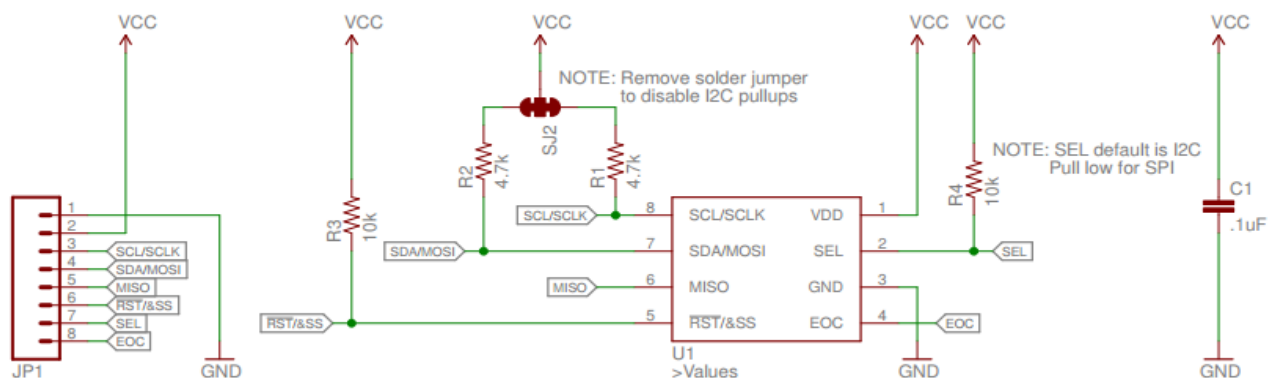 VCC
VCC
VCC
VCC
VCC
VCC
NOTE: Remove solder jumper
to disable I2C pullups
SJ2
R2
4.7k
R1
4.7k
NOTE: SEL default is I2C
Pull low for SPI
R4
10k
R3
10k
C1
.1uF
1
2
3
SCL/SCLK
4
SDA/MOSI
5
MISO
6
RST/&SS
7
SEL
8
EOC
JP1
GND
SCL/SCLK
8
SCL/SCLK
VDD
1
SDA/MOSI
7
SDA/MOSI
SEL
2
SEL
MISO
6
MISO
GND
3
RST/&SS
5
RST/&SS
EOC
4
EOC
U1
>Values
GND
GND